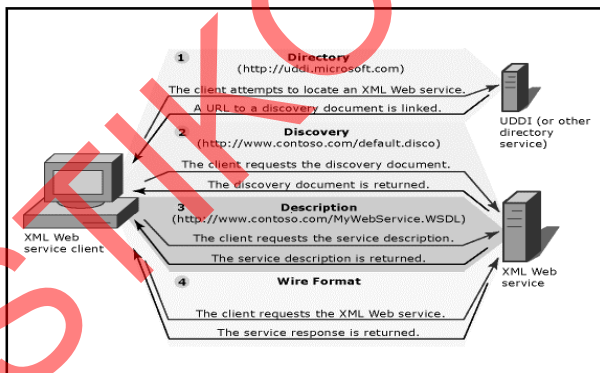 1
Directory
(http://uddi.microsoft.com)
The client attempts to locate an XML Web service.
A URL to a discovery document is linked.
UDDI (or other
directory
service)
2
Discovery
(http://www.contoso.com/default.disco)
The client requests the discovery document.
The discovery document is returned.
3
Description
(http://www.contoso.com/MyWebService.WSDL)
The client requests the service description.
The service description is returned.
XML Web
service client
XML Web
service
4
Wire Format
The client requests the XML Web service.
The service response is returned.
STIKO